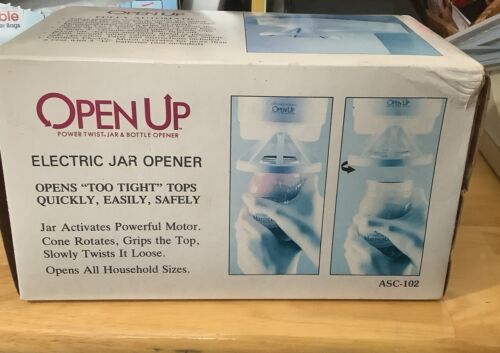 OPEN UP
OPEN UP
POWER TWIST-JAR & BOTTLE OPENER
ELECTRIC JAR OPENER
OPENS "TOO TIGHT" TOPS
QUICKLY, EASILY, SAFELY
Jar Activates Powerful Motor.
Cone Rotates, Grips the Top,
Slowly Twists It Loose.
Opens All Household Sizes.
OPEN UP
OPEN UP
ASC-102